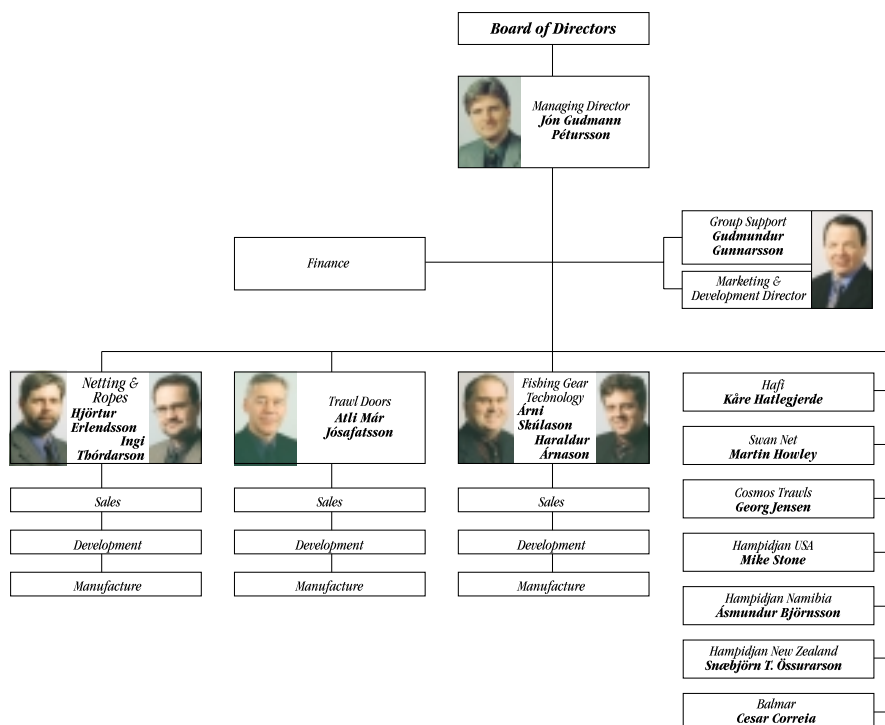 Board of Directors
Managing Director
Jón Gudmann
Pétursson
Finance
Group Support
Gudmundur
Gunnarsson
Marketing &
Development Director
Netting &
Ropes
Hjörtur
Erlendsson
Ingi
Thórdarson
Sales
Development
Manufacture
Trawl Doors
Atli Már
Jósafatsson
Sales
Development
Manufacture
Fishing Gear
Technology
Árni
Skúlason
Haraldur
Árnason
Sales
Development
Manufacture
Hafi
Kåre Hatlegjerde
Swan Net
Martin Howley
Cosmos Trawls
Georg Jensen
Hampidjan USA
Mike Stone
Hampidjan Namibia
Ásmundur Björnsson
Hampidjan New Zealand
Snæbjörn T. Össurarson
Balmar
Cesar Correia